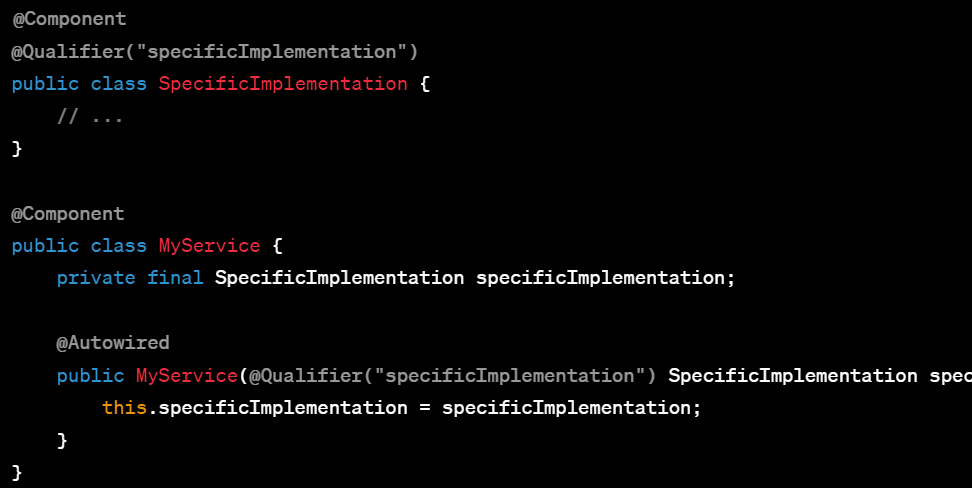 @Component
@Qualifier("specificImplementation")
public class SpecificImplementation {
    // ...
}
@Component
public class MyService {
    private final SpecificImplementation specificImplementation;
    @Autowired
    public MyService(@Qualifier("specificImplementation") SpecificImplementation spec
        this.specificImplementation = specificImplementation;
    }
}